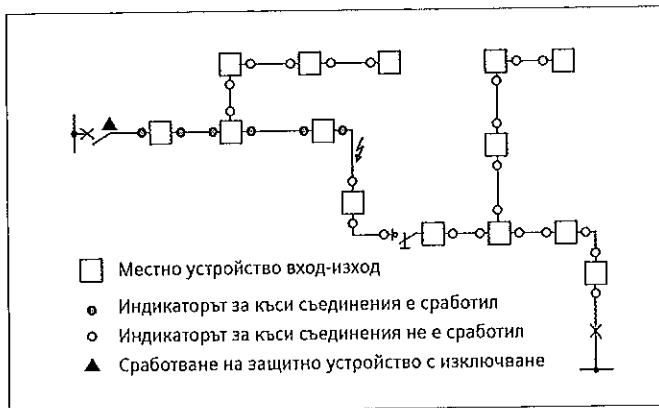 Местно устройство вход-изход
Индикаторът за къси съединения е сработил
Индикаторът за къси съединения не е сработил
Сработване на защитно устройство с изключване